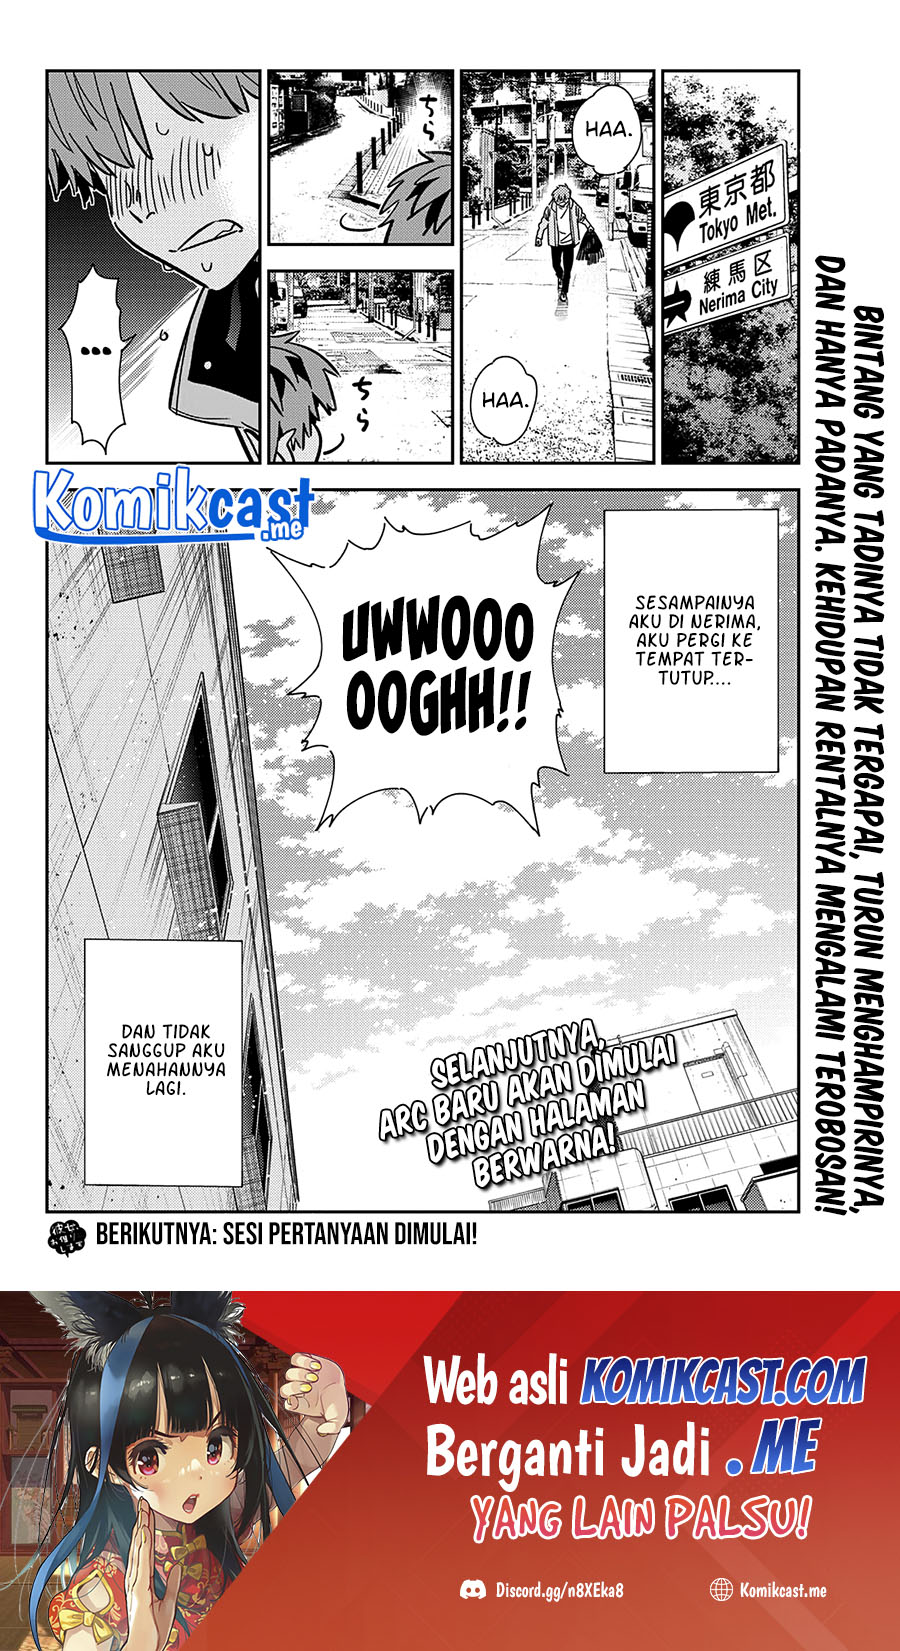 東京都
Tokyo Met.
練馬区
Nerima City
HAA.
HAA.
ちら
ちら
...
Komikcast
.me
SESAMPAINYA
AKU DI NERIMA,
AKU PERGI KE
TEMPAT TER-
TUTUP....
UWWOOO
OOGHH!!
DAN TIDAK
SANGGUP AKU
MENAHANNYA
LAGI.
SELANJUTNYA,
ARC BARU AKAN DIMULAI
DENGAN HALAMAN
BERWARNA!
BINTANG YANG TADINYA TIDAK TERGAPAI, TURUN MENGHAMPIRINYA,
DAN HANYA PADANYA. KEHIDUPAN RENTALNYA MENGALAMI TEROBOSAN!
BERIKUTNYA: SESI PERTANYAAN DIMULAI!
Web asli KOMIKCAST.COM
Berganti Jadi .ME
YANG LAIN PALSU!
Discord.gg/n8XEka8
Komikcast.me